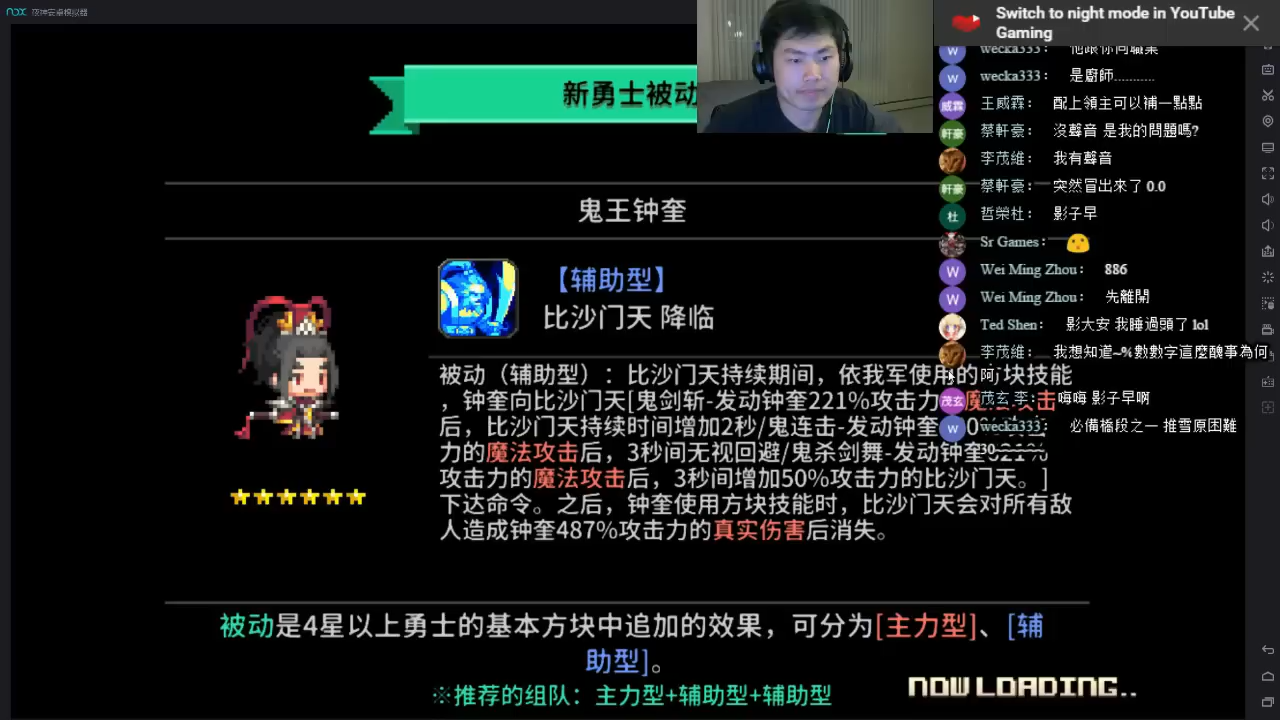 nox 夜神安卓模拟器
Switch to night mode in YouTube
Gaming
新勇士被动
鬼王钟奎
【辅助型】
比沙门天 降临
被动（辅助型）：比沙门天持续期间，依我军使用的方块技能
，钟奎向比沙门天[鬼剑斩-发动钟奎221%攻击力
后，比沙门天持续时间增加2秒/鬼连击-发动钟奎
力的魔法攻击后，3秒间无视回避/鬼杀剑舞-发动钟奎
攻击力的魔法攻击后，3秒间增加50%攻击力的比沙门天。]
下达命令。之后，钟奎使用方块技能时，比沙门天会对所有敌
人造成钟奎487%攻击力的真实伤害后消失。
被动是4星以上勇士的基本方块中追加的效果，可分为[主力型]、[辅
助型]。
※推荐的组队：主力型+辅助型+辅助型
NOW LOADING..
wecka333： 他跟你同職業
wecka333： 是廚師...........
王威霖： 配上領主可以補一點點
蔡軒豪： 沒聲音 是我的問題嗎?
李茂維： 我有聲音
蔡軒豪： 突然冒出來了 0.0
哲榮杜： 影子早
Sr Games：
Wei Ming Zhou： 886
Wei Ming Zhou： 先離開
Ted Shen： 影大安 我睡過頭了 lol
李茂維： 我想知道~%數數字這麼醜事為何
阿
茂玄 李： 嗨嗨 影子早啊
wecka333： 必備橋段之一 推雪原困難
30